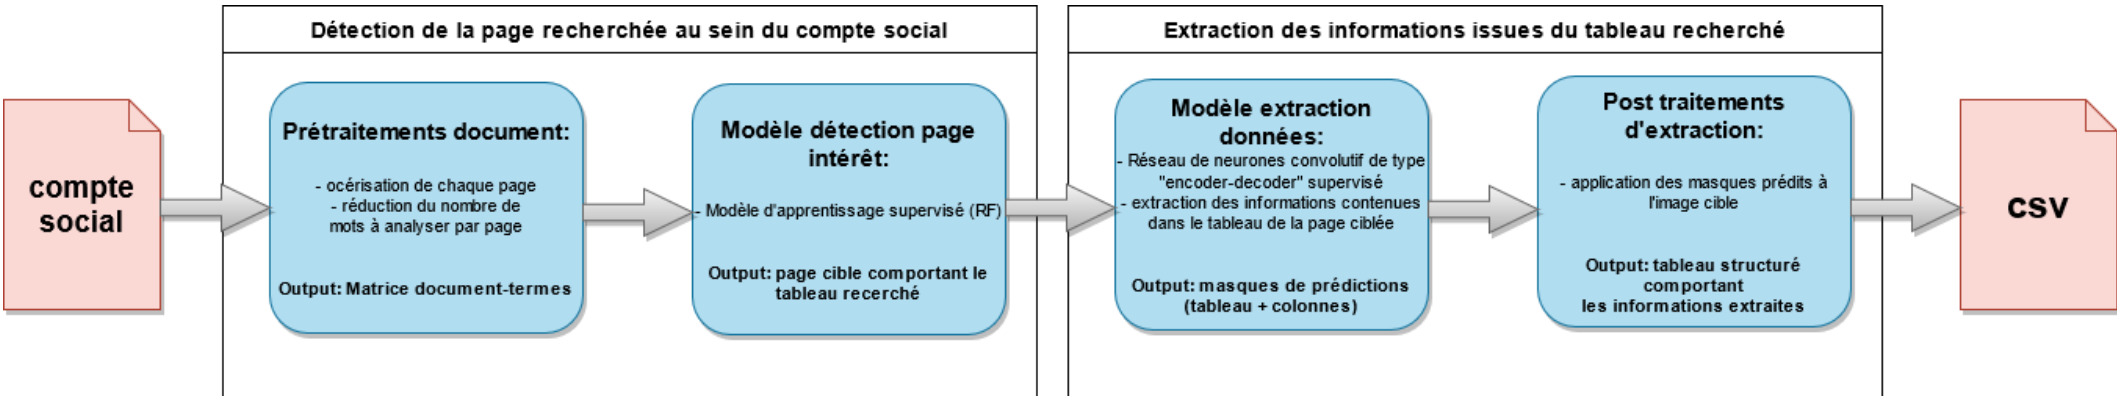 compte
social
Détection de la page recherchée au sein du compte social
Prétraitements document:
- océrisation de chaque page
- réduction du nombre de
mots à analyser par page
Output: Matrice document-termes
Modèle détection page
intérêt:
- Modèle d'apprentissage supervisé (RF)
Output: page cible comportant le
tableau recerché
Extraction des informations issues du tableau recherché
Modèle extraction
données:
- Réseau de neurones convolutif de type
"encoder-decoder" supervisé
- extraction des informations contenues
dans le tableau de la page ciblée
Output: masques de prédictions
(tableau + colonnes)
Post traitements
d'extraction:
- application des masques prédits à
l'image cible
Output: tableau structuré
comportant
les informations extraites
csv